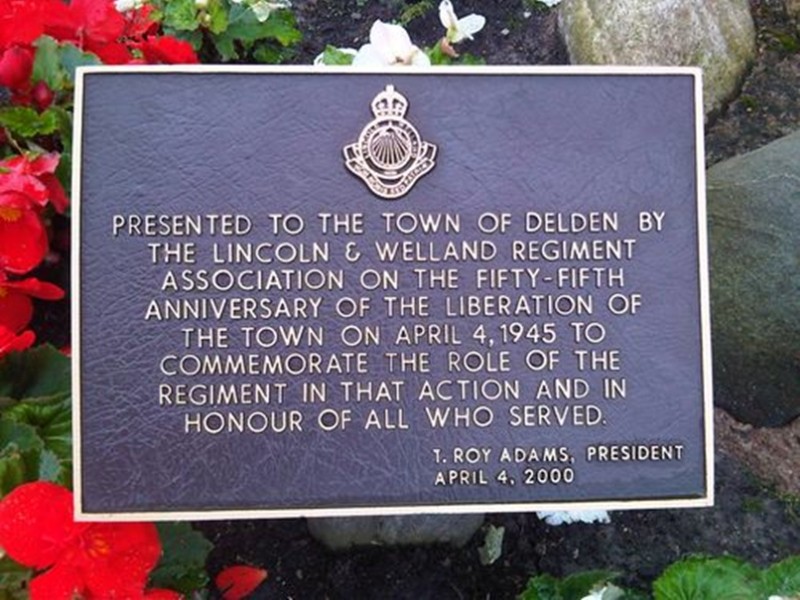 PRESENTED TO THE TOWN OF DELDEN BY
THE LINCOLN & WELLAND REGIMENT
ASSOCIATION ON THE FIFTY-FIFTH
ANNIVERSARY OF THE LIBERATION OF
THE TOWN ON APRIL 4, 1945 TO
COMMEMORATE THE ROLE OF THE
REGIMENT IN THAT ACTION AND IN
HONOUR OF ALL WHO SERVED.
T. ROY ADAMS, PRESIDENT
APRIL 4, 2000